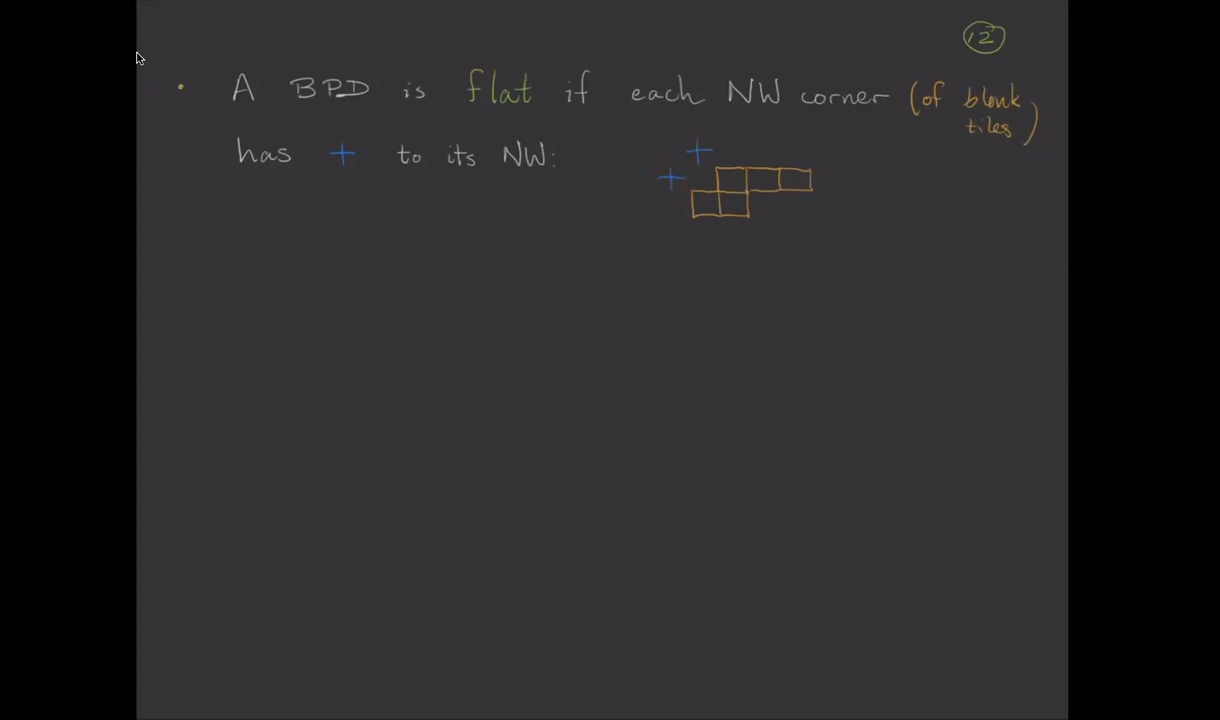 12
• A BPD is flat if each NW corner (of blank tiles)
has + to its NW:
+
+